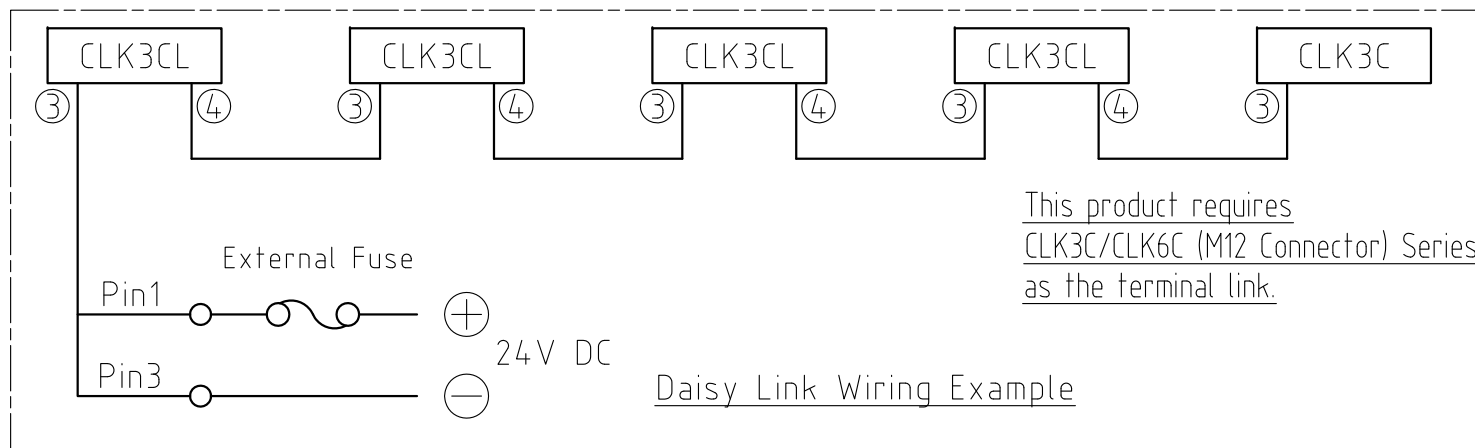 CLK3CL CLK3CL CLK3CL CLK3CL CLK3C
3 4 3 4 3 4 3 4 3
This product requires
CLK3C/CLK6C (M12 Connector) Series
as the terminal link.
External Fuse
Pin1 +
24V DC
Pin3 −
Daisy Link Wiring Example